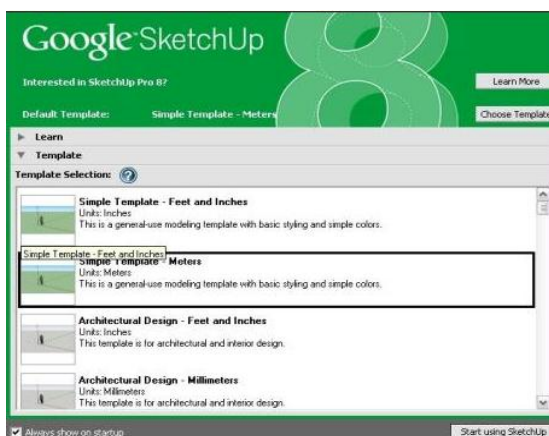 Google SketchUp 8
Interested in SketchUp Pro 8?
Learn More
Default Template: Simple Template - Meters
Choose Template
Learn
Template
Template Selection: ?
Simple Template - Feet and Inches
Units: Inches
This is a general-use modeling template with basic styling and simple colors.
Simple Template - Feet and Inches
Simple Template - Meters
Units: Meters
This is a general-use modeling template with basic styling and simple colors.
Architectural Design - Feet and Inches
Units: Inches
This template is for architectural and interior design.
Architectural Design - Millimeters
Units: Millimeters
This template is for architectural and interior design.
Always show on startup
Start using SketchUp